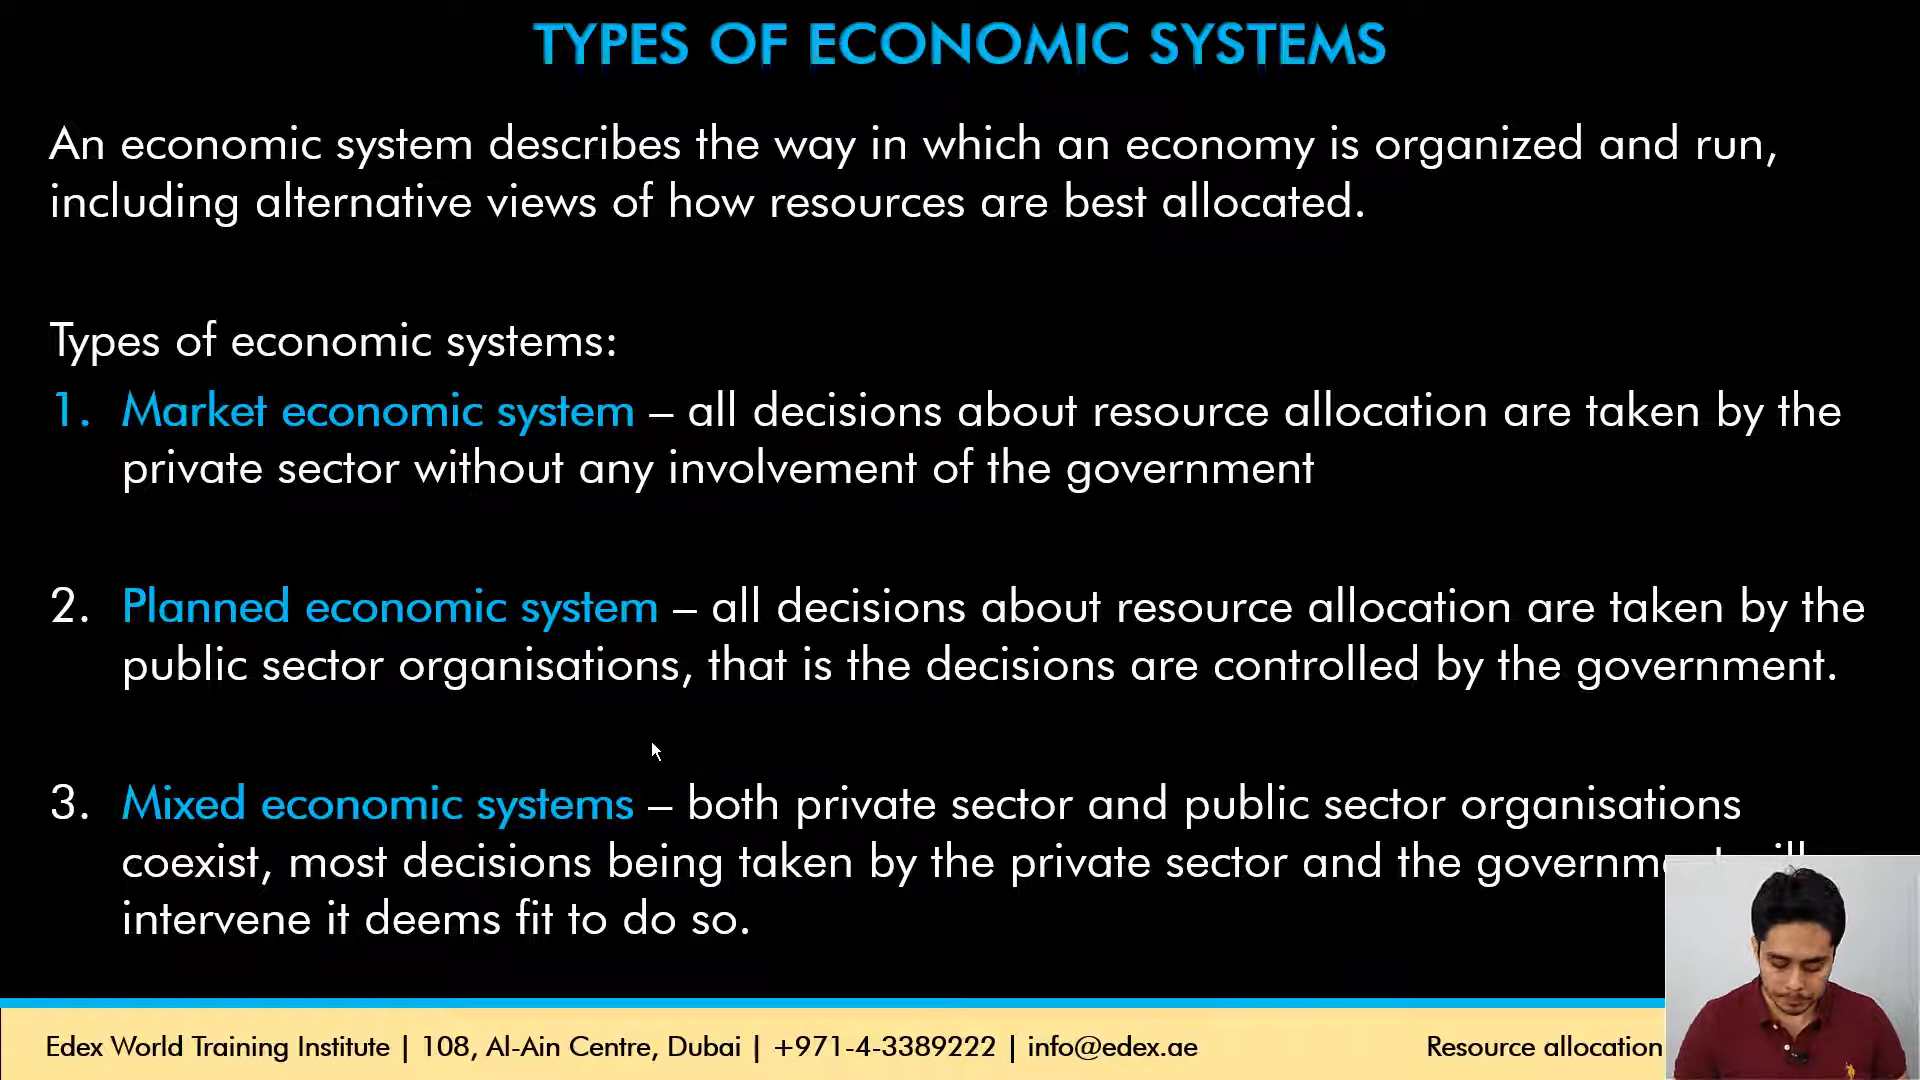 TYPES OF ECONOMIC SYSTEMS
An economic system describes the way in which an economy is organized and run,
including alternative views of how resources are best allocated.
Types of economic systems:
1. Market economic system – all decisions about resource allocation are taken by the
private sector without any involvement of the government
2. Planned economic system – all decisions about resource allocation are taken by the
public sector organisations, that is the decisions are controlled by the government.
3. Mixed economic systems – both private sector and public sector organisations
coexist, most decisions being taken by the private sector and the
intervene it deems fit to do so.
Edex World Training Institute | 108, Al-Ain Centre, Dubai | +971-4-3389222 | info@edex.ae
Resource allocation